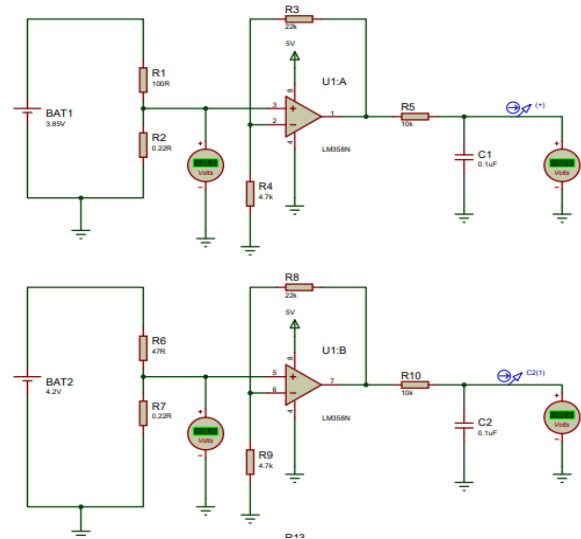 R3
22k
5V
U1:A
R1
100R
8
3
2
1
4
LM358N
R5
10k
(+)
BAT1
3.85V
R2
0.22R
+
-
Volts
R4
4.7k
C1
0.1uF
+
-
Volts
R8
22k
5V
U1:B
R6
47R
8
5
6
7
4
LM358N
R10
10k
C2(1)
BAT2
4.2V
R7
0.22R
+
-
Volts
R9
4.7k
C2
0.1uF
+
-
Volts